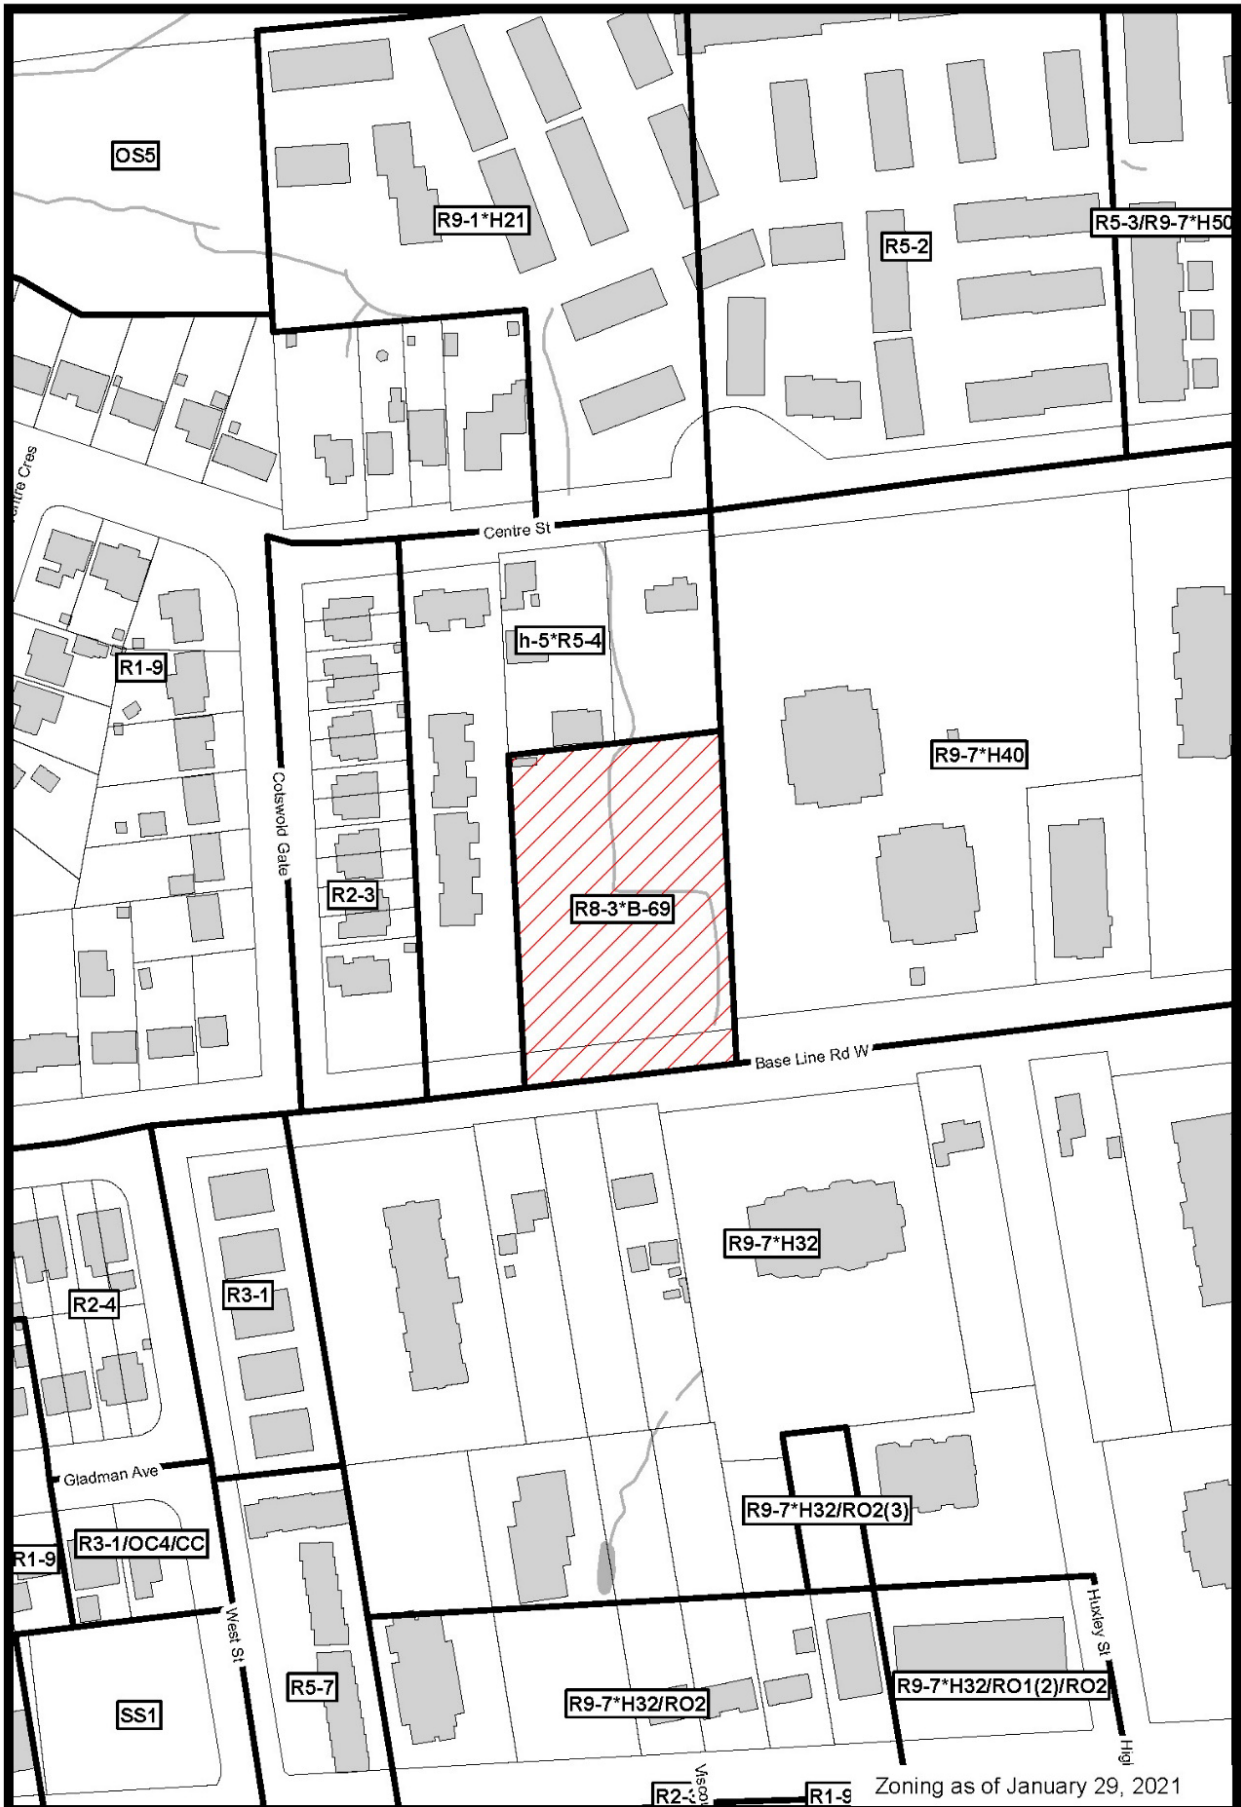 OS5
R9-1*H21
R5-2
R5-3/R9-7*H50
Centre St
h-5*R5-4
R1-9
R9-7*H40
Cotswold Gate
R2-3
R8-3*B-69
Base Line Rd W
R9-7*H32
R3-1
R2-4
Gladman Ave
R9-7*H32/RO2(3)
R3-1/OC4/CC
R1-9
West St
Huxley St
R5-7
R9-7*H32/RO2
R9-7*H32/RO1(2)/RO2
SS1
R1-9
Zoning as of January 29, 2021